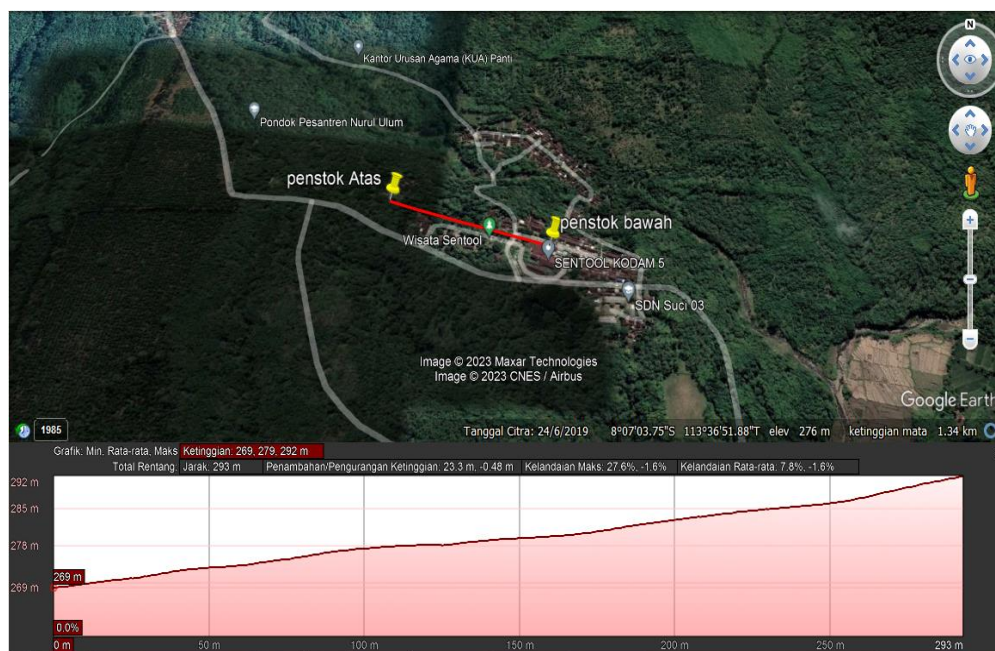 N
Kantor Urusan Agama (KUA) Panti
Pondok Pesantren Nurul Ulum
penstok Atas
penstok bawah
Wisata Sentool
SENTOOL KODAM 5
SDN Suci 03
Image © 2023 Maxar Technologies
Image © 2023 CNES / Airbus
Google Earth
1985
Tanggal Citra: 24/6/2019 8°07'03.75"S 113°36'51.88"T elev 276 m ketinggian mata 1.34 km
Grafik: Min. Rata-rata, Maks Ketinggian: 269, 279, 292 m
Total Rentang: Jarak: 293 m Penambahan/Pengurangan Ketinggian: 23.3 m, -0.48 m Kelandaian Maks: 27.6%, -1.6% Kelandaian Rata-rata: 7.8%, -1.6%
292 m
285 m
278 m
269 m
269 m
0.0%
0 m 50 m 100 m 150 m 200 m 250 m 293 m